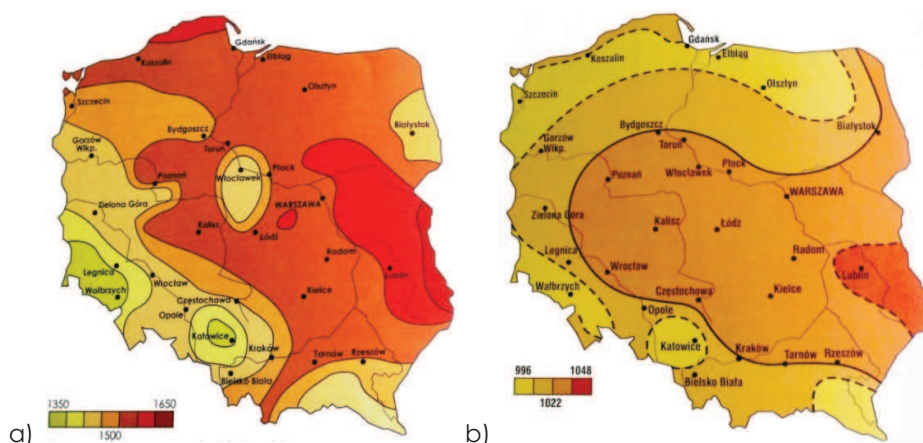 Gdańsk
Elbląg
Koszalin
Olsztyn
Szczecin
Białystok
Bydgoszcz
Toruń
Gorzów
Wlkp.
Płock
Włocławek
Poznań
WARSZAWA
Zielona Góra
Kalisz
Łódź
Radom
Lublin
Legnica
Wrocław
Wałbrzych
Częstochowa
Kielce
Opole
Katowice
Kraków
Tarnów
Rzeszów
Bielsko Biała
1350
1650
1500
a)
Gdańsk
Elbląg
Koszalin
Olsztyn
Szczecin
Białystok
Bydgoszcz
Toruń
Gorzów
Wlkp.
Płock
Włocławek
Poznań
WARSZAWA
Zielona Góra
Kalisz
Łódź
Radom
Lublin
Legnica
Wrocław
Wałbrzych
Częstochowa
Kielce
Opole
Katowice
Kraków
Tarnów
Rzeszów
Bielsko Biała
996
1048
1022
b)